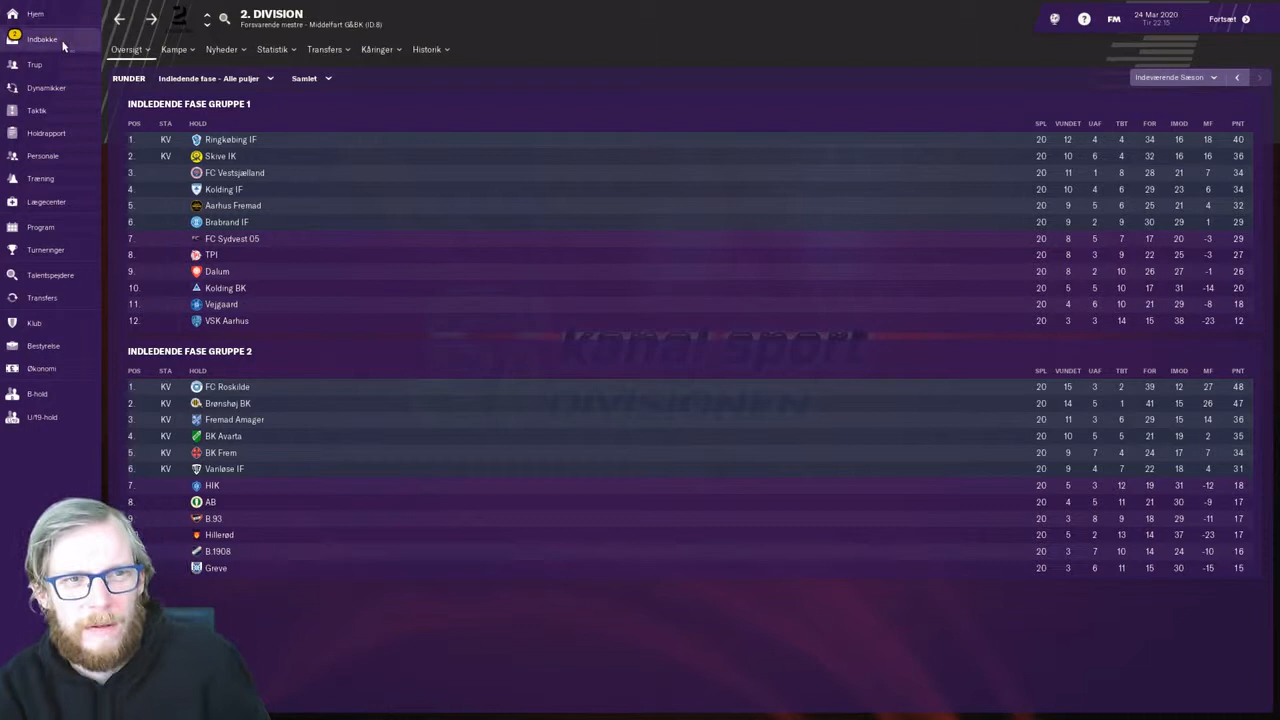 Hjem
2
Indbakke
Trup
Dynamikker
Taktik
Holdrapport
Personale
Træning
Lægecenter
Program
Turneringer
Talentspejdere
Transfers
Klub
Bestyrelse
Økonomi
B-hold
U/19-hold
2. DIVISION
Forsvarende mestre - Middelfart G&BK (ID.8)
FM
24 Mar 2020
Tir 22:15
Fortsæt
Oversigt Kampe Nyheder Statistik Transfers Kåringer Historik
RUNDER Indledende fase - Alle puljer Samlet Indeværende Sæson
INDLEDENDE FASE GRUPPE 1
POS STA HOLD SPL VUNDET UAF TBT FOR IMOD MF PNT
1. KV Ringkøbing IF 20 12 4 4 34 16 18 40
2. KV Skive IK 20 10 6 4 32 16 16 36
3. FC Vestsjælland 20 11 1 8 28 21 7 34
4. Kolding IF 20 10 4 6 29 23 6 34
5. Aarhus Fremad 20 9 5 6 25 21 4 32
6. Brabrand IF 20 9 2 9 30 29 1 29
7. FC Sydvest 05 20 8 5 7 17 20 -3 29
8. TPI 20 8 3 9 22 25 -3 27
9. Dalum 20 8 2 10 26 27 -1 26
10. Kolding BK 20 5 5 10 17 31 -14 20
11. Vejgaard 20 4 6 10 21 29 -8 18
12. VSK Aarhus 20 3 3 14 15 38 -23 12
kanal sport
DIVISIONEN
INDLEDENDE FASE GRUPPE 2
POS STA HOLD SPL VUNDET UAF TBT FOR IMOD MF PNT
1. KV FC Roskilde 20 15 3 2 39 12 27 48
2. KV Brønshøj BK 20 14 5 1 41 15 26 47
3. KV Fremad Amager 20 11 3 6 29 15 14 36
4. KV BK Avarta 20 10 5 5 21 19 2 35
5. KV BK Frem 20 9 7 4 24 17 7 34
6. KV Vanløse IF 20 9 4 7 22 18 4 31
7. HIK 20 5 3 12 19 31 -12 18
8. AB 20 4 5 11 21 30 -9 17
9. B.93 20 3 8 9 18 29 -11 17
Hillerød 20 5 2 13 14 37 -23 17
B.1908 20 3 7 10 14 24 -10 16
Greve 20 3 6 11 15 30 -15 15